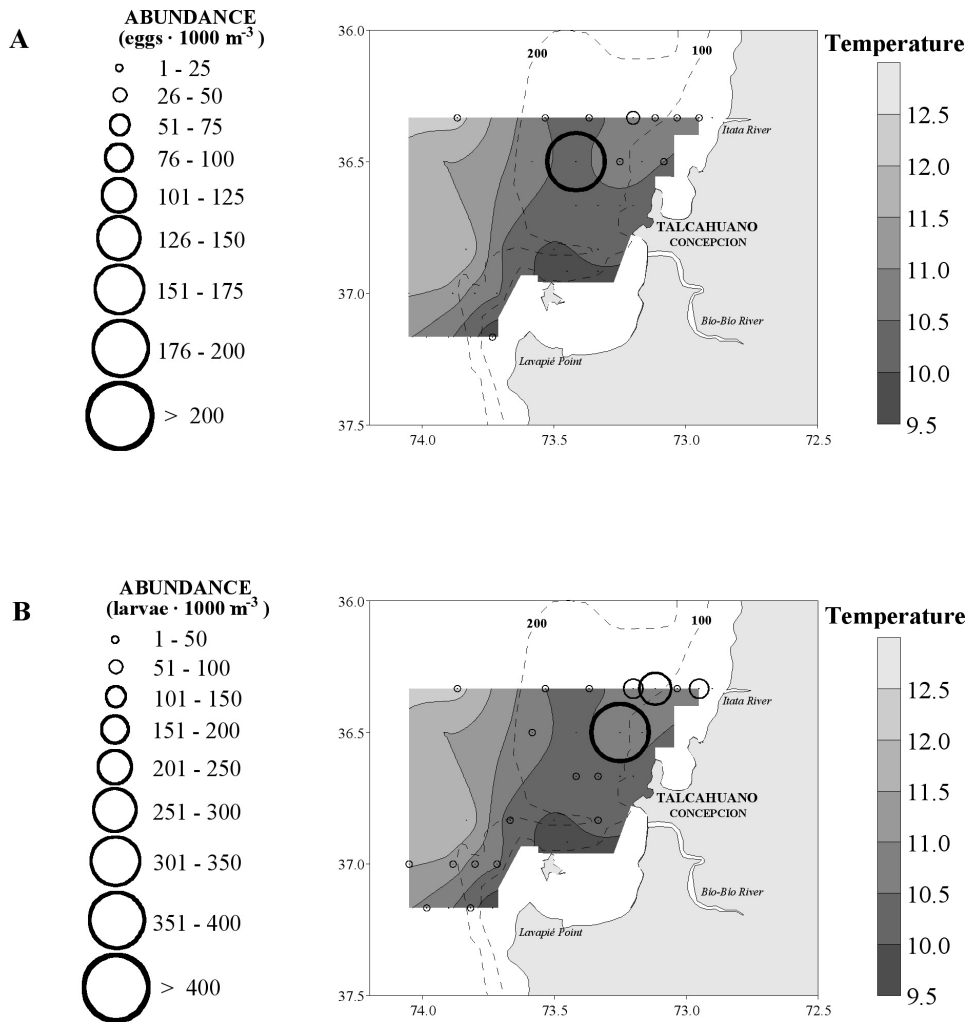 A
ABUNDANCE
(eggs · 1000 m-3 )
1 - 25
26 - 50
51 - 75
76 - 100
101 - 125
126 - 150
151 - 175
176 - 200
> 200
36.0
36.5
37.0
37.5
74.0
73.5
73.0
72.5
200
100
Itata River
TALCAHUANO
CONCEPCION
Bio-Bio River
Lavapié Point
Temperature
12.5
12.0
11.5
11.0
10.5
10.0
9.5
B
ABUNDANCE
(larvae · 1000 m-3 )
1 - 50
51 - 100
101 - 150
151 - 200
201 - 250
251 - 300
301 - 350
351 - 400
> 400
36.0
36.5
37.0
37.5
74.0
73.5
73.0
72.5
200
100
Itata River
TALCAHUANO
CONCEPCION
Bio-Bio River
Lavapié Point
Temperature
12.5
12.0
11.5
11.0
10.5
10.0
9.5